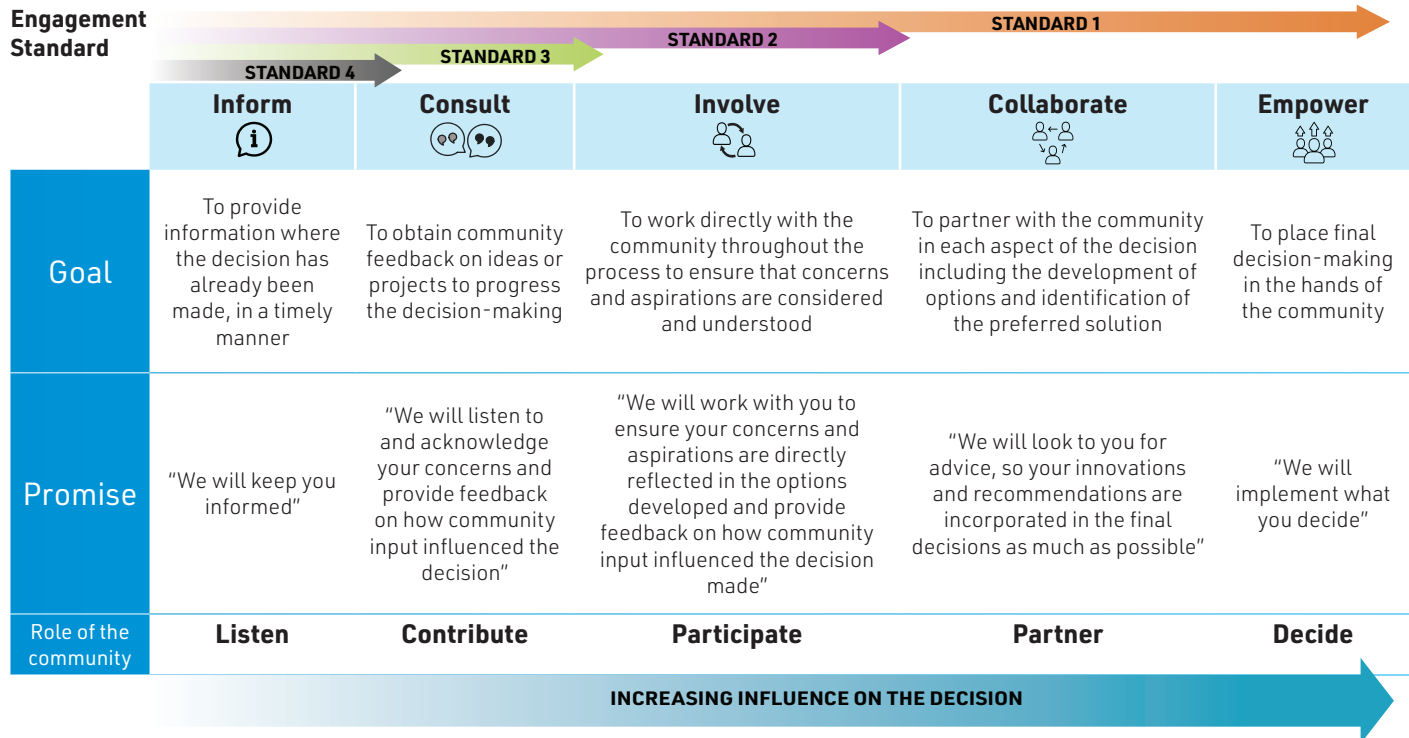 Engagement
Standard
STANDARD 1
STANDARD 2
STANDARD 3
STANDARD 4
Inform
i
Consult
Involve
Collaborate
Empower
Goal
To provide
information where
the decision has
already been
made, in a timely
manner
To obtain community
feedback on ideas or
projects to progress
the decision-making
To work directly with the
community throughout the
process to ensure that concerns
and aspirations are considered
and understood
To partner with the community
in each aspect of the decision
including the development of
options and identification of
the preferred solution
To place final
decision-making
in the hands of
the community
Promise
“We will keep you
informed”
“We will listen to
and acknowledge
your concerns and
provide feedback
on how community
input influenced the
decision”
“We will work with you to
ensure your concerns and
aspirations are directly
reflected in the options
developed and provide
feedback on how community
input influenced the decision
made”
“We will look to you for
advice, so your innovations
and recommendations are
incorporated in the final
decisions as much as possible”
“We will
implement what
you decide”
Role of the
community
Listen
Contribute
Participate
Partner
Decide
INCREASING INFLUENCE ON THE DECISION